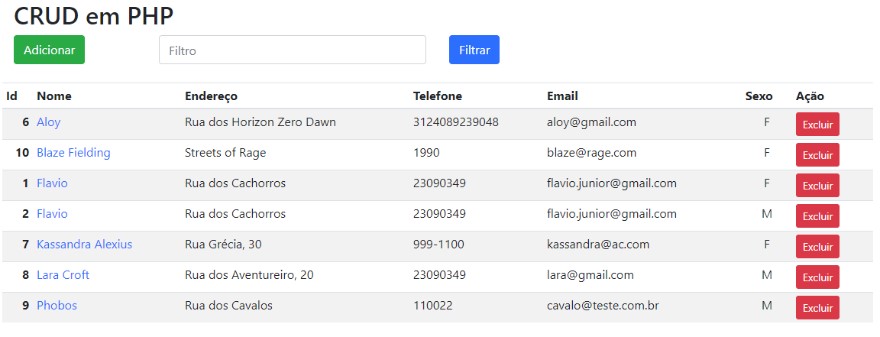 CRUD em PHP
Adicionar Filtro Filtrar
Id Nome Endereço Telefone Email Sexo Ação
6 Aloy Rua dos Horizon Zero Dawn 3124089239048 aloy@gmail.com F Excluir
10 Blaze Fielding Streets of Rage 1990 blaze@rage.com F Excluir
1 Flavio Rua dos Cachorros 23090349 flavio.junior@gmail.com F Excluir
2 Flavio Rua dos Cachorros 23090349 flavio.junior@gmail.com M Excluir
7 Kassandra Alexius Rua Grécia, 30 999-1100 kassandra@ac.com F Excluir
8 Lara Croft Rua dos Aventureiro, 20 23090349 lara@gmail.com M Excluir
9 Phobos Rua dos Cavalos 110022 cavalo@teste.com.br M Excluir